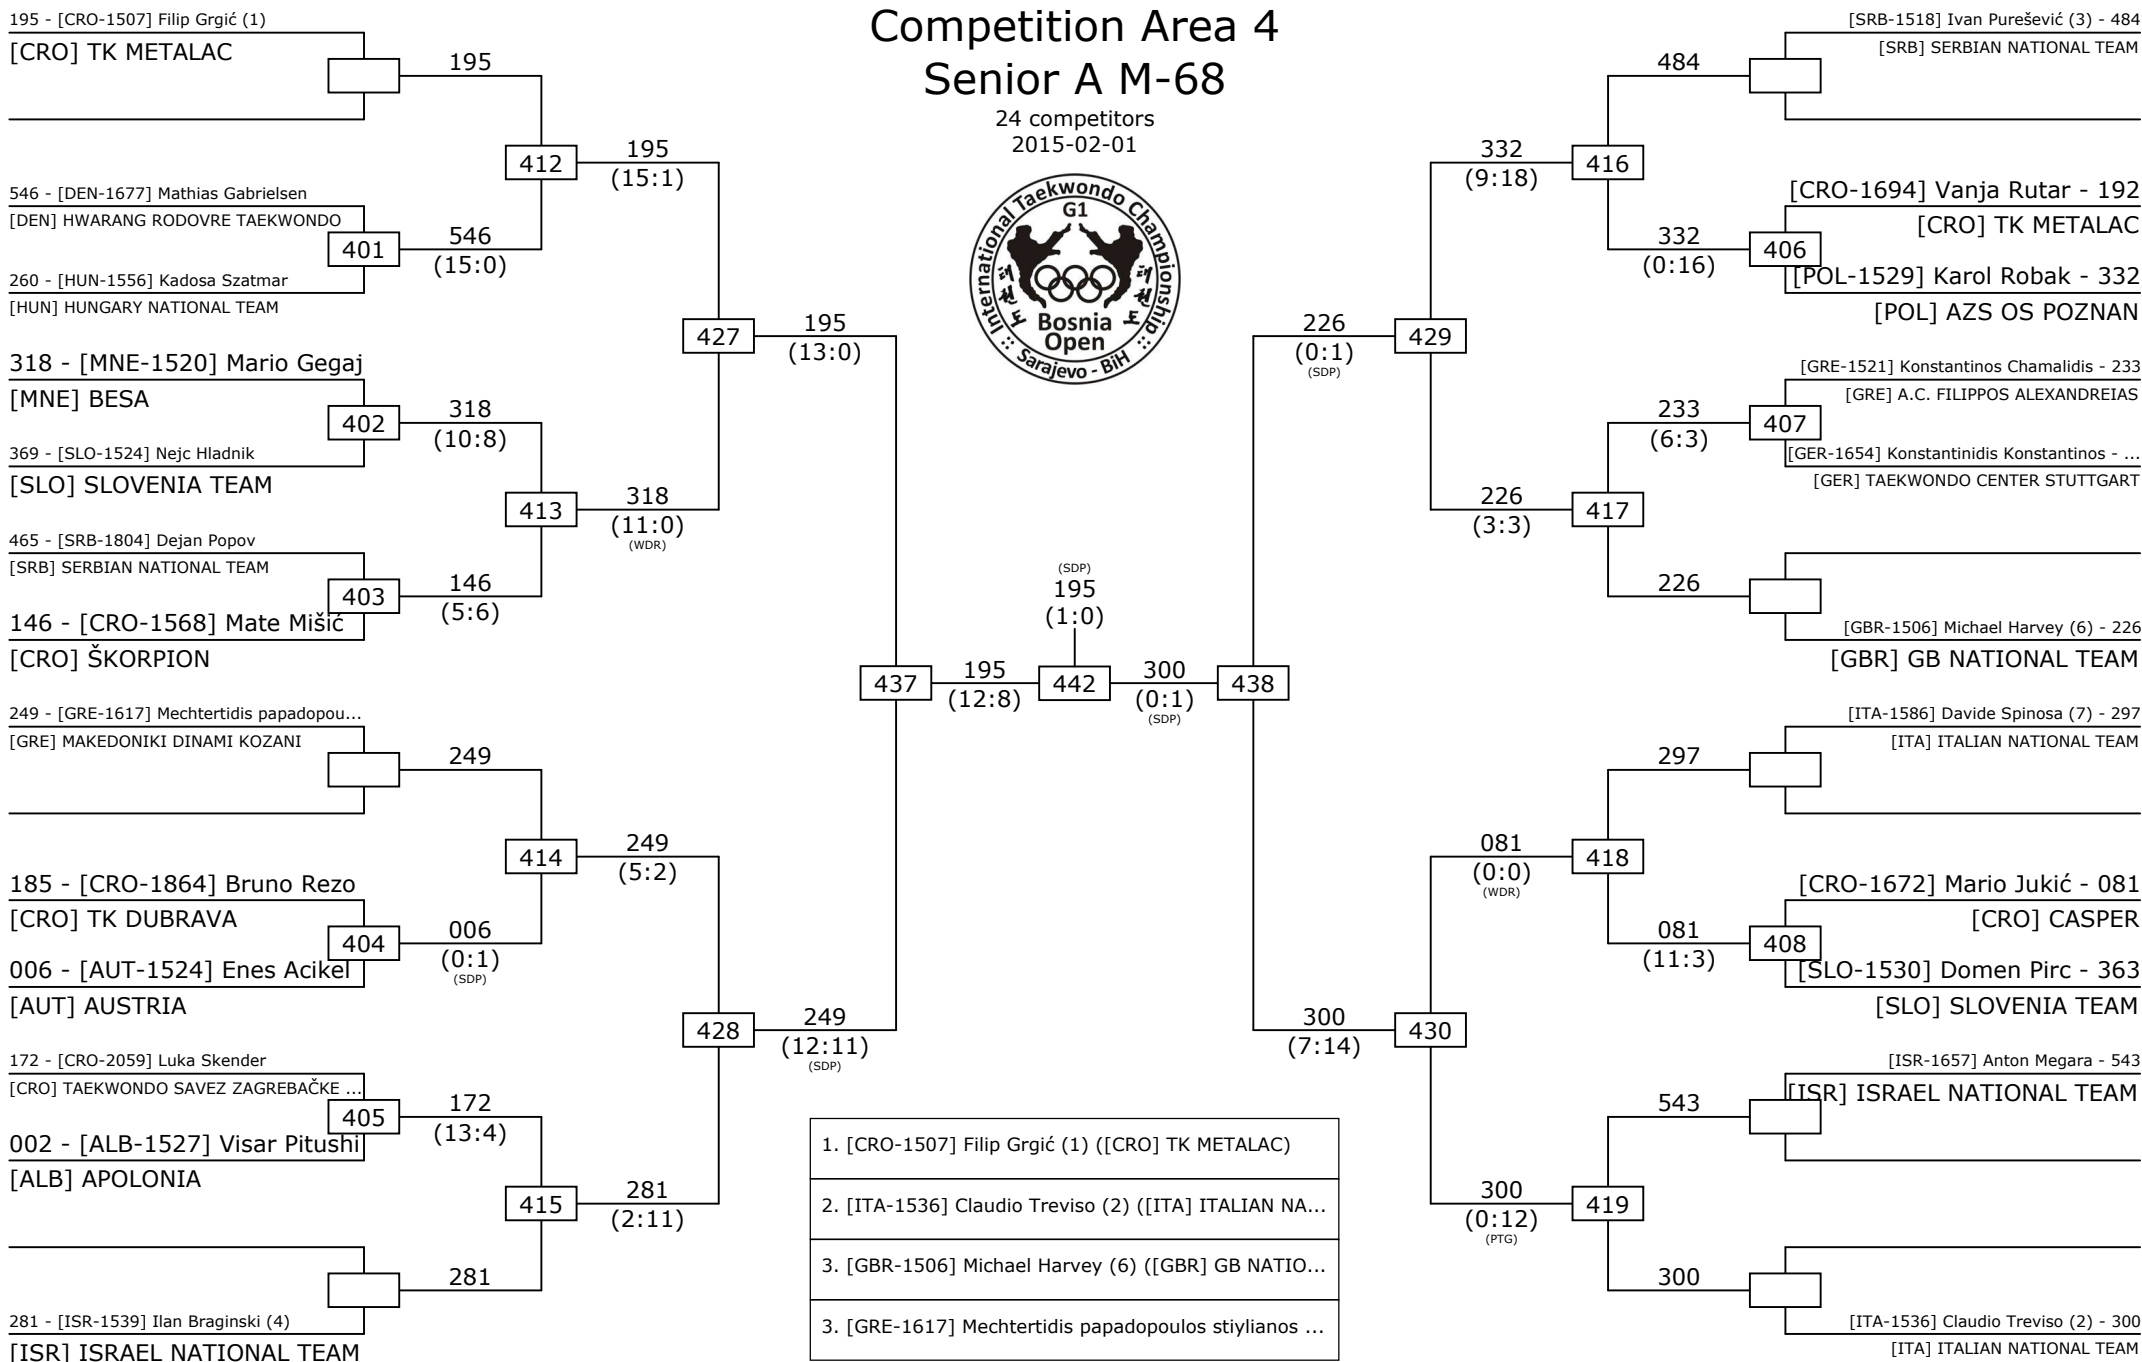 Competition Area 4
Senior A M-68
24 competitors
2015-02-01
International Taekwondo Championship
G1
Bosnia
Open
:: Sarajevo - BiH ::
195 - [CRO-1507] Filip Grgić (1)
[CRO] TK METALAC
195
412
195
(15:1)
546 - [DEN-1677] Mathias Gabrielsen
[DEN] HWARANG RODOVRE TAEKWONDO
401
546
(15:0)
260 - [HUN-1556] Kadosa Szatmar
[HUN] HUNGARY NATIONAL TEAM
427
195
(13:0)
318 - [MNE-1520] Mario Gegaj
[MNE] BESA
402
318
(10:8)
369 - [SLO-1524] Nejc Hladnik
[SLO] SLOVENIA TEAM
413
318
(11:0)
(WDR)
465 - [SRB-1804] Dejan Popov
[SRB] SERBIAN NATIONAL TEAM
403
146
(5:6)
146 - [CRO-1568] Mate Mišić
[CRO] ŠKORPION
437
195
(12:8)
(SDP)
195
(1:0)
442
300
(0:1)
(SDP)
438
249 - [GRE-1617] Mechtertidis papadopou...
[GRE] MAKEDONIKI DINAMI KOZANI
249
414
249
(5:2)
185 - [CRO-1864] Bruno Rezo
[CRO] TK DUBRAVA
404
006
(0:1)
(SDP)
006 - [AUT-1524] Enes Acikel
[AUT] AUSTRIA
428
249
(12:11)
(SDP)
172 - [CRO-2059] Luka Skender
[CRO] TAEKWONDO SAVEZ ZAGREBAČKE ...
405
172
(13:4)
002 - [ALB-1527] Visar Pitushi
[ALB] APOLONIA
415
281
(2:11)
281
281 - [ISR-1539] Ilan Braginski (4)
[ISR] ISRAEL NATIONAL TEAM
[SRB-1518] Ivan Purešević (3) - 484
[SRB] SERBIAN NATIONAL TEAM
484
332
(9:18)
416
[CRO-1694] Vanja Rutar - 192
[CRO] TK METALAC
332
(0:16)
406
[POL-1529] Karol Robak - 332
[POL] AZS OS POZNAN
226
(0:1)
(SDP)
429
[GRE-1521] Konstantinos Chamalidis - 233
[GRE] A.C. FILIPPOS ALEXANDREIAS
233
(6:3)
407
[GER-1654] Konstantinidis Konstantinos - ...
[GER] TAEKWONDO CENTER STUTTGART
226
(3:3)
417
226
[GBR-1506] Michael Harvey (6) - 226
[GBR] GB NATIONAL TEAM
[ITA-1586] Davide Spinosa (7) - 297
[ITA] ITALIAN NATIONAL TEAM
297
081
(0:0)
(WDR)
418
[CRO-1672] Mario Jukić - 081
[CRO] CASPER
081
(11:3)
408
[SLO-1530] Domen Pirc - 363
[SLO] SLOVENIA TEAM
300
(7:14)
430
[ISR-1657] Anton Megara - 543
[ISR] ISRAEL NATIONAL TEAM
543
300
(0:12)
(PTG)
419
300
[ITA-1536] Claudio Treviso (2) - 300
[ITA] ITALIAN NATIONAL TEAM
1. [CRO-1507] Filip Grgić (1) ([CRO] TK METALAC)
2. [ITA-1536] Claudio Treviso (2) ([ITA] ITALIAN NA...
3. [GBR-1506] Michael Harvey (6) ([GBR] GB NATIO...
3. [GRE-1617] Mechtertidis papadopoulos stiylianos ...